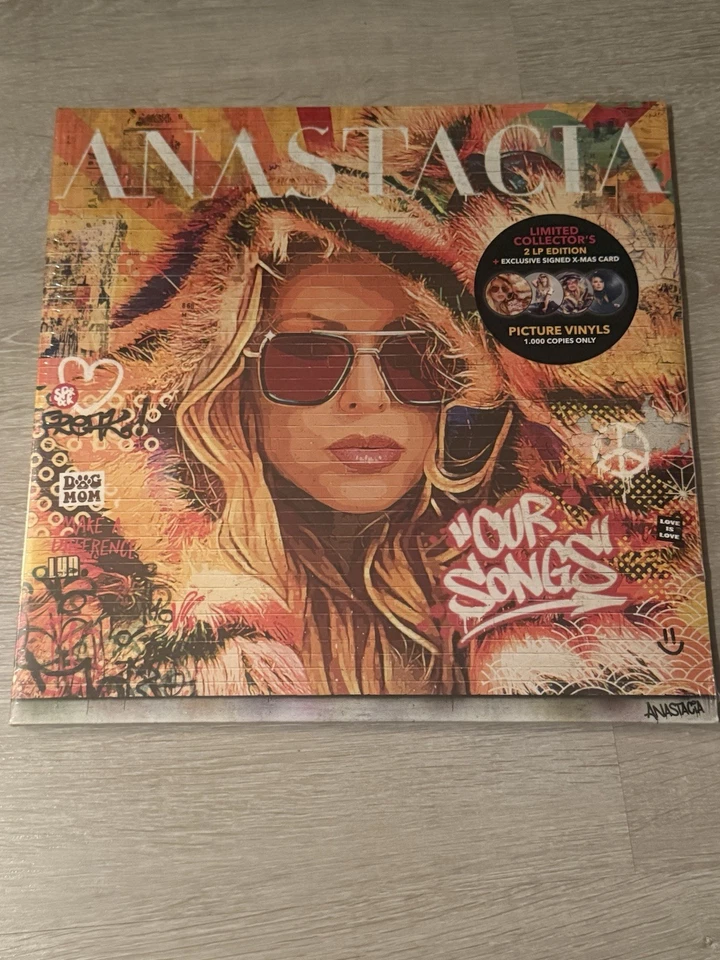 ANASTACIA
LIMITED
COLLECTOR'S
2 LP EDITION
+ EXCLUSIVE SIGNED X-MAS CARD
PICTURE VINYLS
1.000 COPIES ONLY
FREAK!
DOG
MOM
MAKE A
DIFFERENCE
"OUR
SONGS"
LOVE
IS
LOVE
ANASTACIA